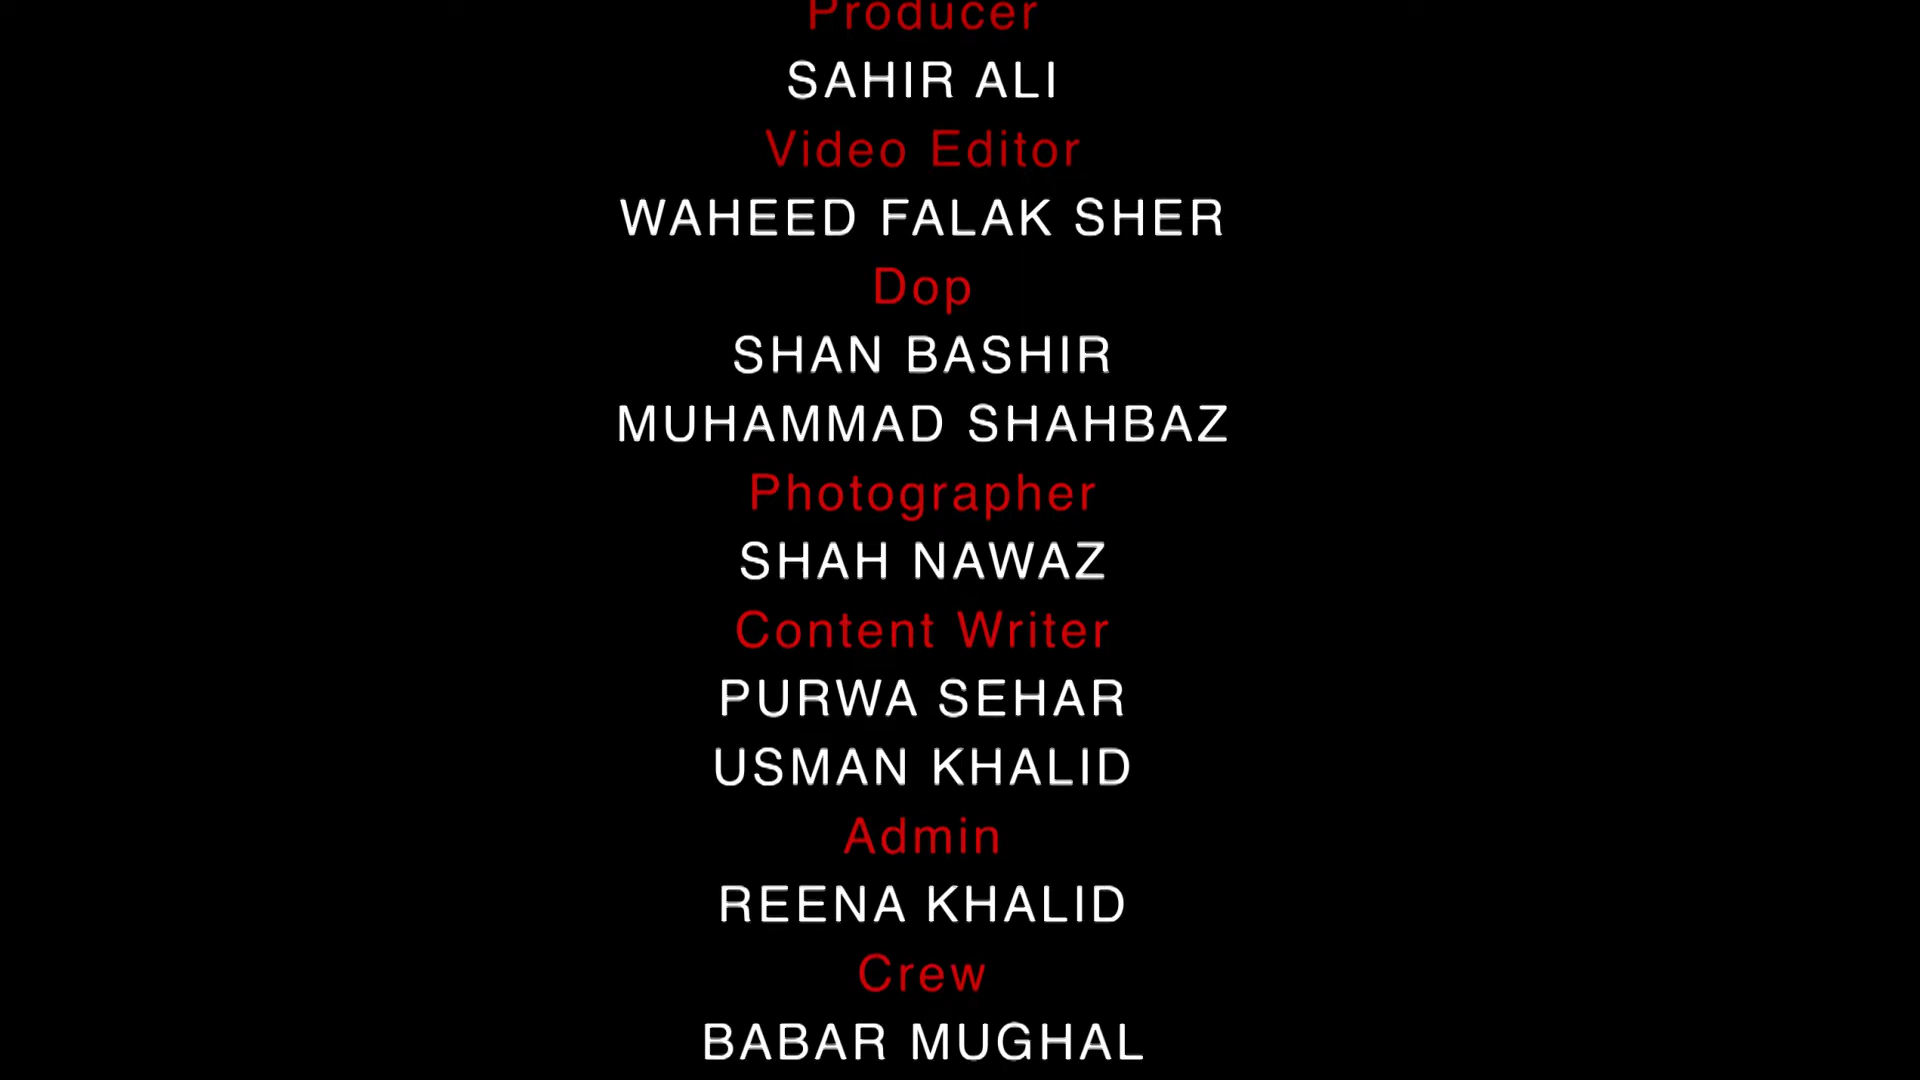 Producer
SAHIR ALI
Video Editor
WAHEED FALAK SHER
Dop
SHAN BASHIR
MUHAMMAD SHAHBAZ
Photographer
SHAH NAWAZ
Content Writer
PURWA SEHAR
USMAN KHALID
Admin
REENA KHALID
Crew
BABAR MUGHAL